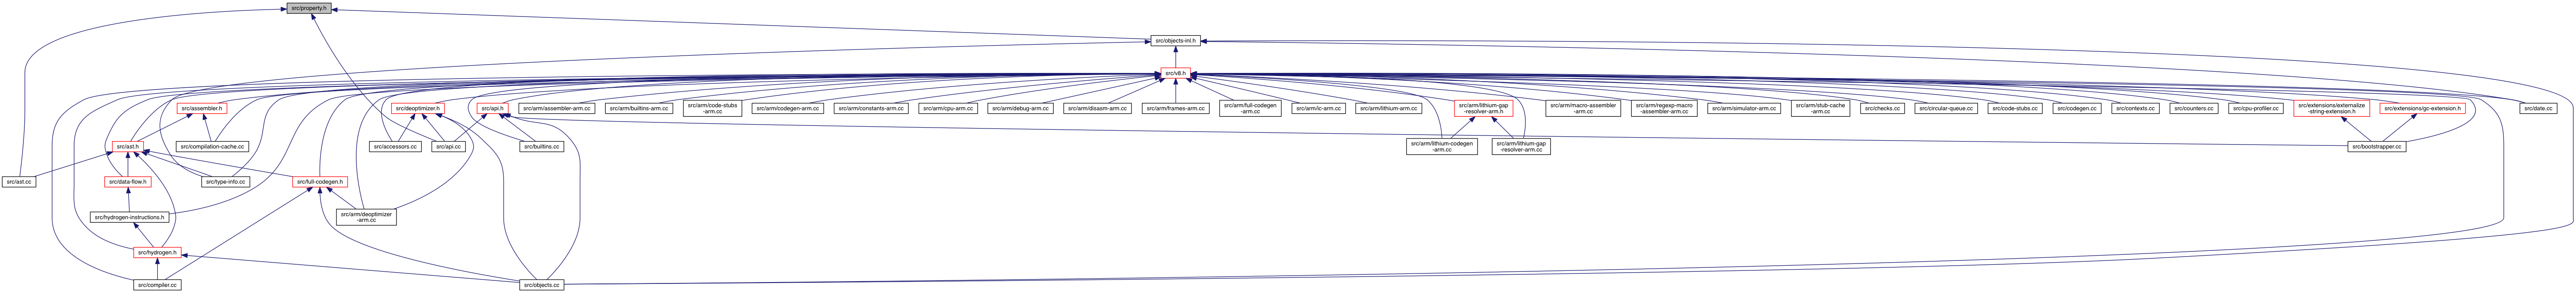 src/property.h
src/objects-inl.h
src/v8.h
src/assembler.h
src/deoptimizer.h
src/api.h
src/arm/assembler-arm.cc
src/arm/builtins-arm.cc
src/arm/code-stubs
-arm.cc
src/arm/codegen-arm.cc
src/arm/constants-arm.cc
src/arm/cpu-arm.cc
src/arm/debug-arm.cc
src/arm/disasm-arm.cc
src/arm/frames-arm.cc
src/arm/full-codegen
-arm.cc
src/arm/ic-arm.cc
src/arm/lithium-arm.cc
src/arm/lithium-gap
-resolver-arm.h
src/arm/macro-assembler
-arm.cc
src/arm/regexp-macro
-assembler-arm.cc
src/arm/simulator-arm.cc
src/arm/stub-cache
-arm.cc
src/checks.cc
src/circular-queue.cc
src/code-stubs.cc
src/codegen.cc
src/contexts.cc
src/counters.cc
src/cpu-profiler.cc
src/extensions/externalize
-string-extension.h
src/extensions/gc-extension.h
src/date.cc
src/ast.h
src/compilation-cache.cc
src/accessors.cc
src/api.cc
src/builtins.cc
src/arm/lithium-codegen
-arm.cc
src/arm/lithium-gap
-resolver-arm.cc
src/bootstrapper.cc
src/ast.cc
src/data-flow.h
src/type-info.cc
src/full-codegen.h
src/hydrogen-instructions.h
src/arm/deoptimizer
-arm.cc
src/hydrogen.h
src/compiler.cc
src/objects.cc